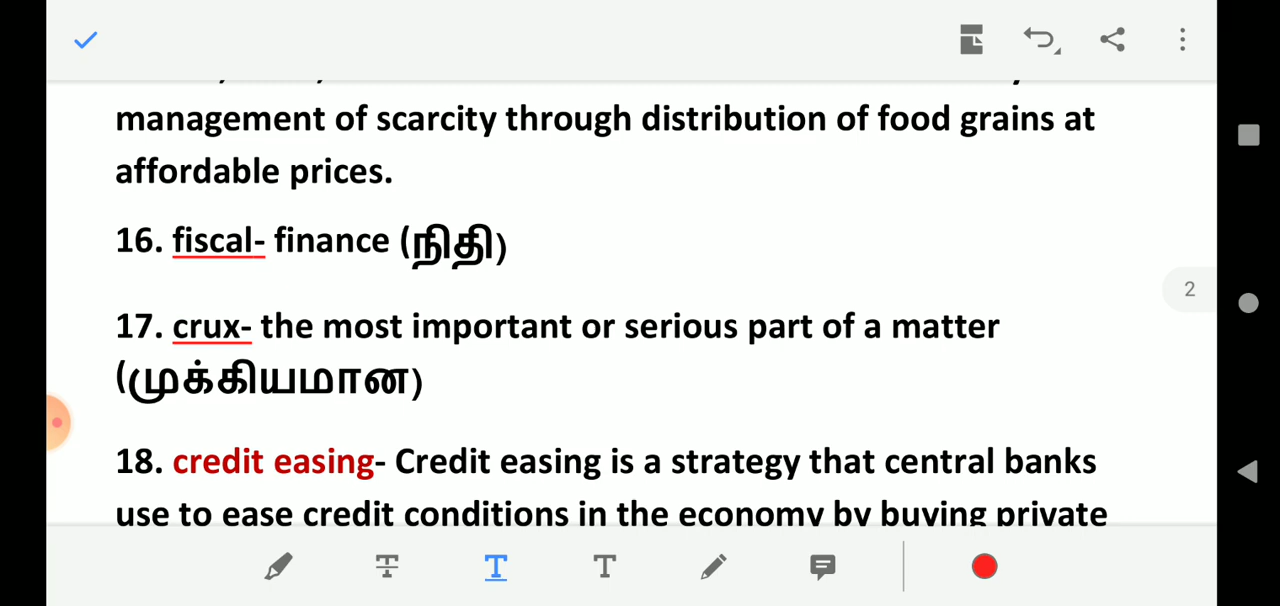 management of scarcity through distribution of food grains at
affordable prices.
16. fiscal- finance (நிதி)
2
17. crux- the most important or serious part of a matter
(முக்கியமான)
18. credit easing- Credit easing is a strategy that central banks
use to ease credit conditions in the economy by buying private